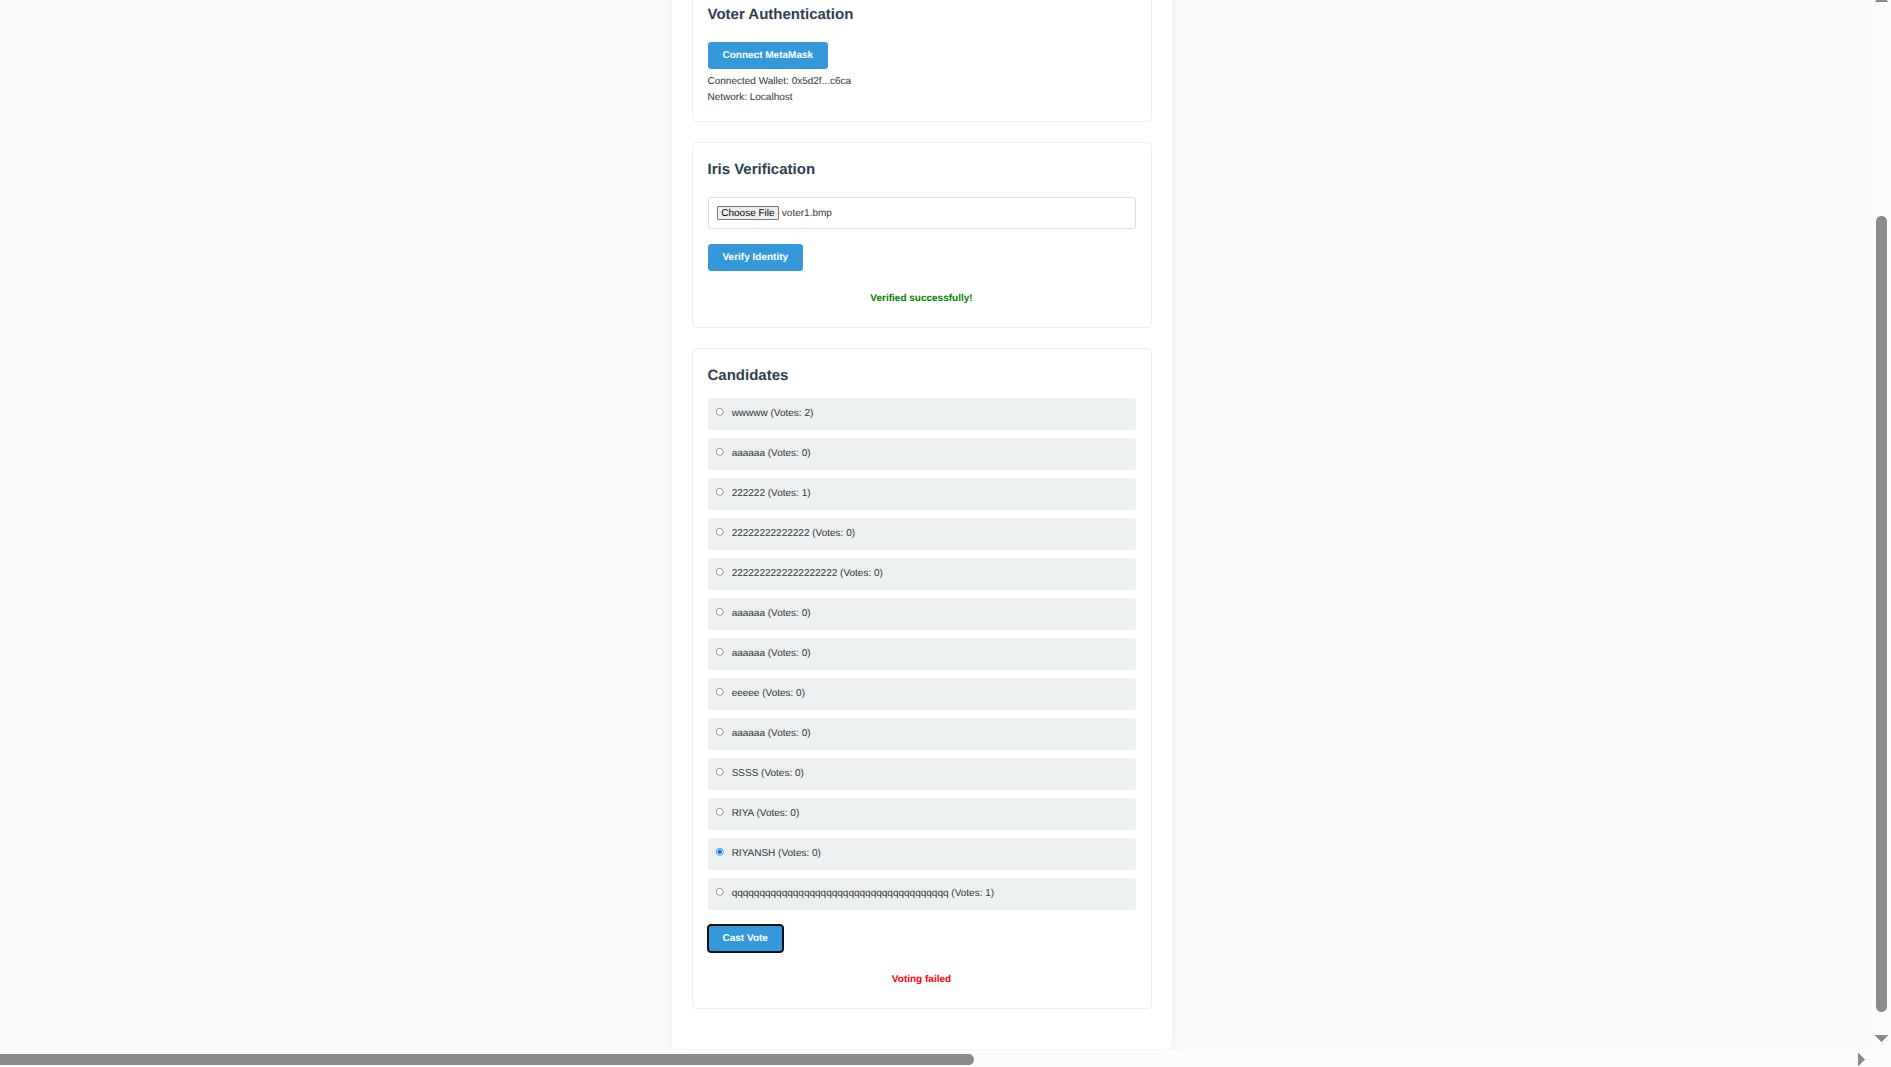 Voter Authentication
Connect MetaMask
Connected Wallet: 0x5d2f...c6ca
Network: Localhost
Iris Verification
Choose File voter1.bmp
Verify Identity
Verified successfully!
Candidates
wwwww (Votes: 2)
aaaaaa (Votes: 0)
222222 (Votes: 1)
22222222222222 (Votes: 0)
2222222222222222222 (Votes: 0)
aaaaaa (Votes: 0)
aaaaaa (Votes: 0)
eeeee (Votes: 0)
aaaaaa (Votes: 0)
SSSS (Votes: 0)
RIYA (Votes: 0)
RIYANSH (Votes: 0)
qqqqqqqqqqqqqqqqqqqqqqqqqqqqqqqqqqqqqqq (Votes: 1)
Cast Vote
Voting failed